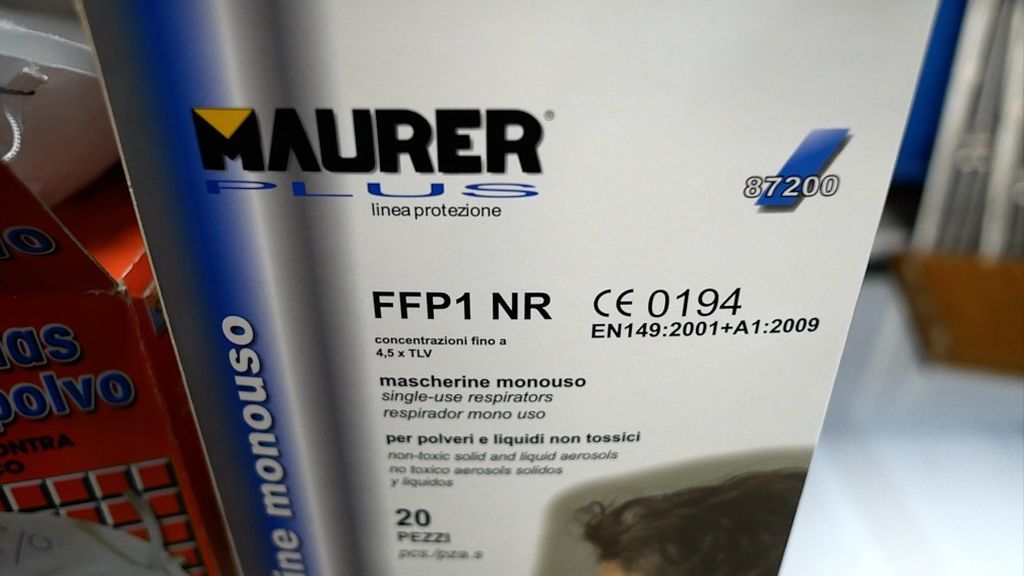 MAURER®
PLUS
linea protezione
87200
FFP1 NR
CE 0194
EN149:2001+A1:2009
concentrazioni fino a
4,5 x TLV
mascherine monouso
single-use respirators
respirador mono uso
per polveri e liquidi non tossici
non-toxic solid and liquid aerosols
no toxico aerosols solidos
y liquidos
20
PEZZI
pcs./pza.s
ine monouso
polvo